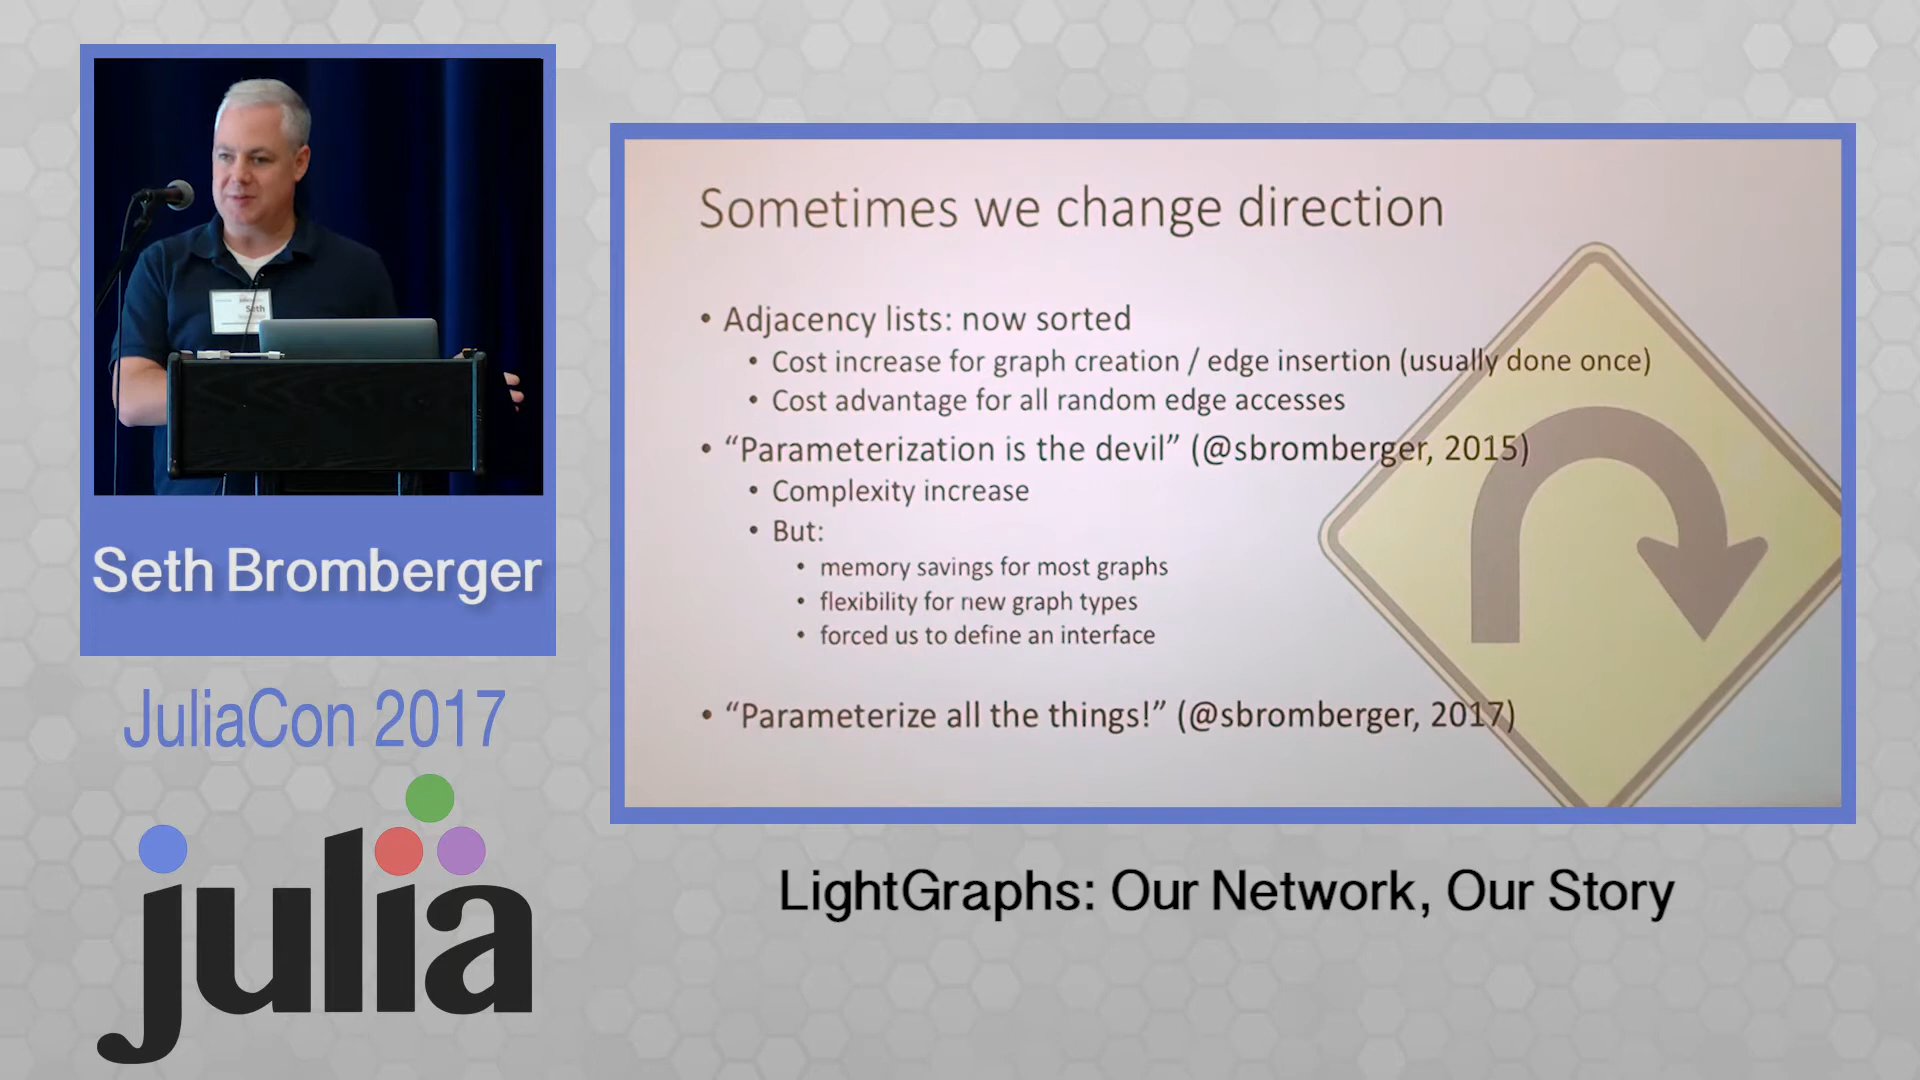 Sometimes we change direction
• Adjacency lists: now sorted
• Cost increase for graph creation / edge insertion (usually done once)
• Cost advantage for all random edge accesses
• “Parameterization is the devil” (@sbromberger, 2015)
• Complexity increase
• But:
• memory savings for most graphs
• flexibility for new graph types
• forced us to define an interface
• “Parameterize all the things!” (@sbromberger, 2017)
Seth
Seth Bromberger
JuliaCon 2017
julia
LightGraphs: Our Network, Our Story